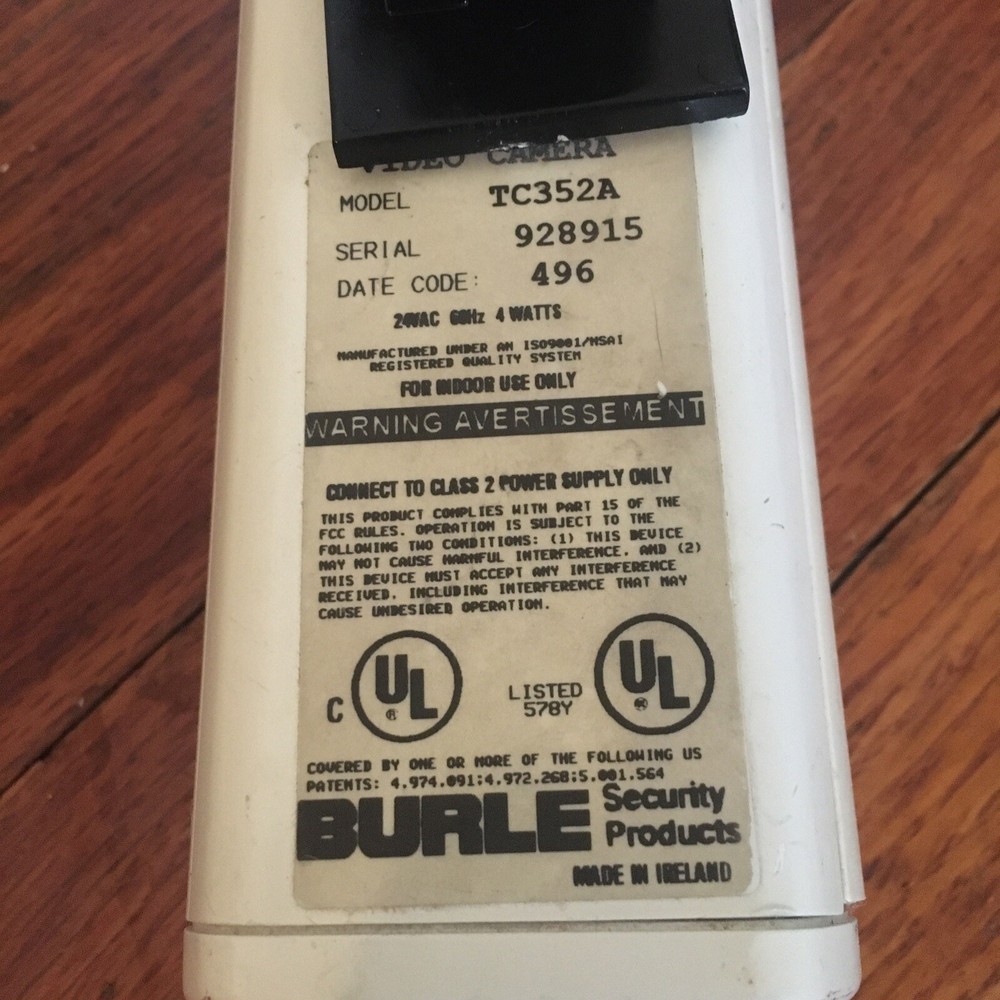 VIDEO CAMERA
MODEL TC352A
SERIAL 928915
DATE CODE: 496
24VAC 60Hz 4 WATTS
MANUFACTURED UNDER AN ISO9001/NSAI
REGISTERED QUALITY SYSTEM
FOR INDOOR USE ONLY
WARNING AVERTISSEMENT
CONNECT TO CLASS 2 POWER SUPPLY ONLY
THIS PRODUCT COMPLIES WITH PART 15 OF THE
FCC RULES. OPERATION IS SUBJECT TO THE
FOLLOWING TWO CONDITIONS: (1) THIS DEVICE
MAY NOT CAUSE HARMFUL INTERFERENCE, AND (2)
THIS DEVICE MUST ACCEPT ANY INTERFERENCE
RECEIVED, INCLUDING INTERFERENCE THAT MAY
CAUSE UNDESIRED OPERATION.
C UL ® LISTED 578Y UL ®
COVERED BY ONE OR MORE OF THE FOLLOWING US
PATENTS: 4.974.091;4.972.268;5.001.564
BURLE Security Products
MADE IN IRELAND